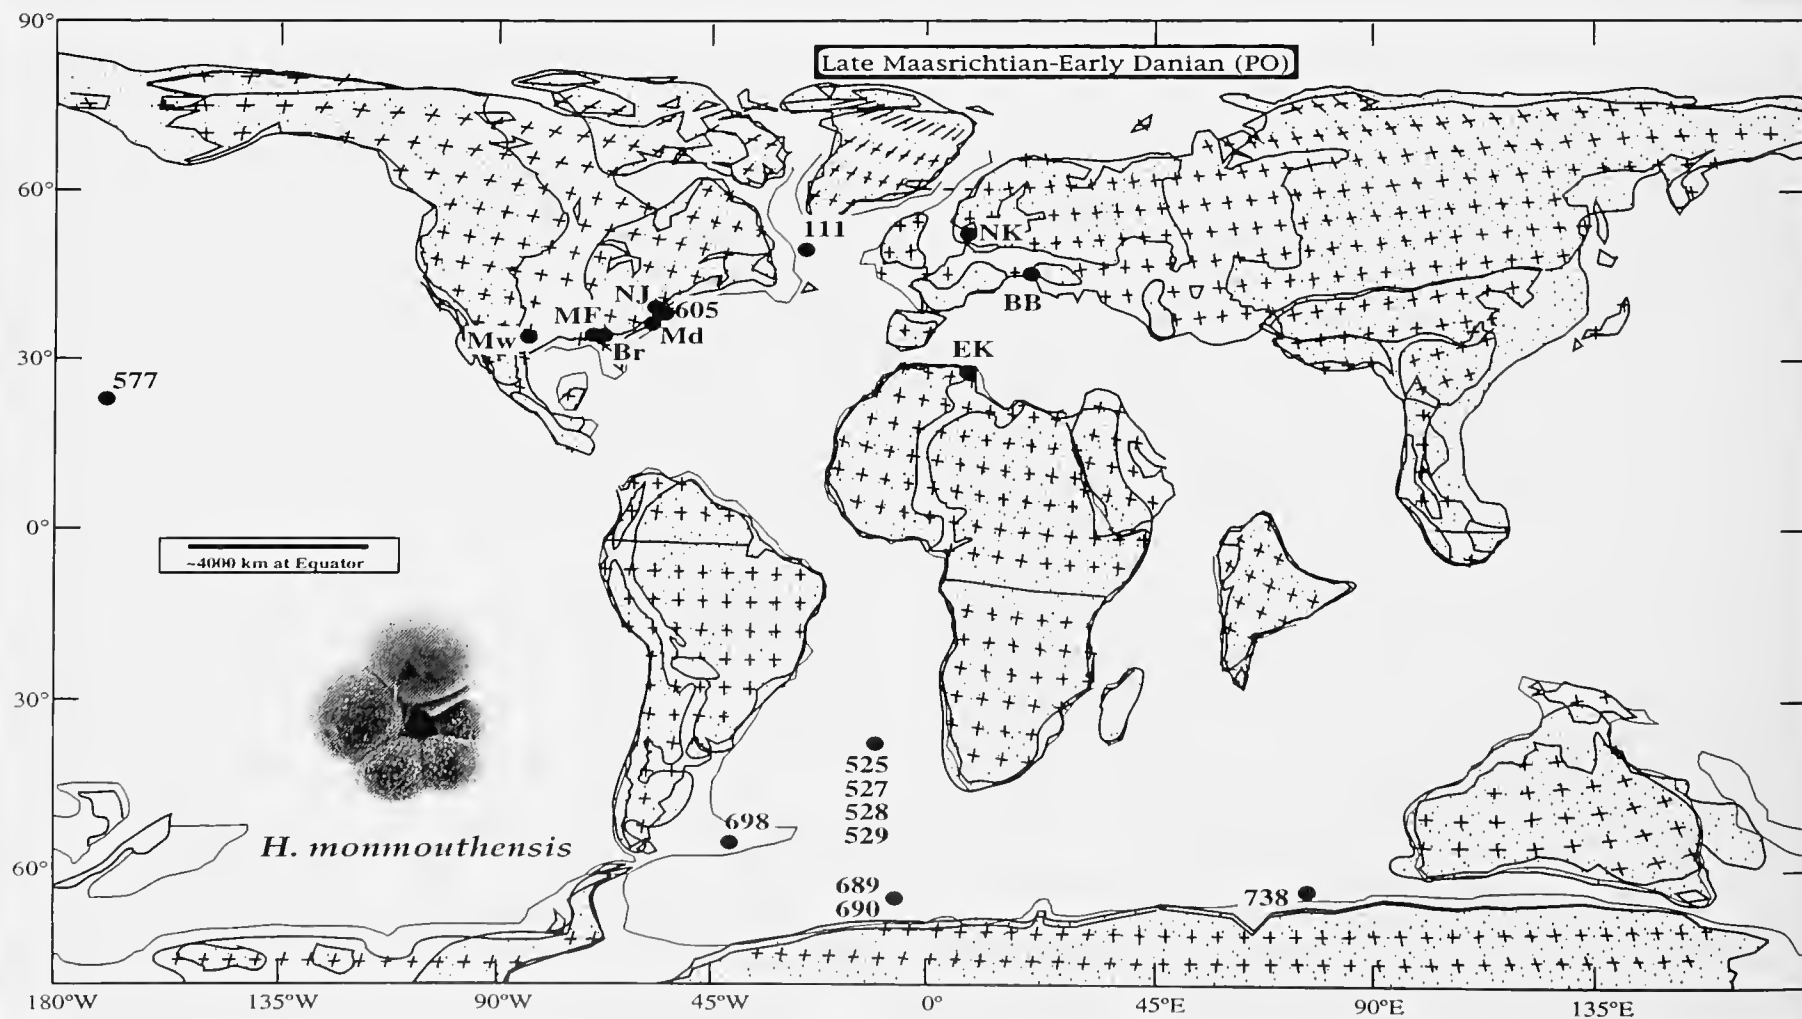 90°
Late Maasrichtian-Early Danian (PO)
60°
111
NK
NJ
605
BB
MF
Md
Mw
Br
EK
30°
577
0°
~4000 km at Equator
30°
525
527
528
529
698
H. monmouthensis
60°
689
690
738
180°W
135°W
90°W
45°W
0°
45°E
90°E
135°E